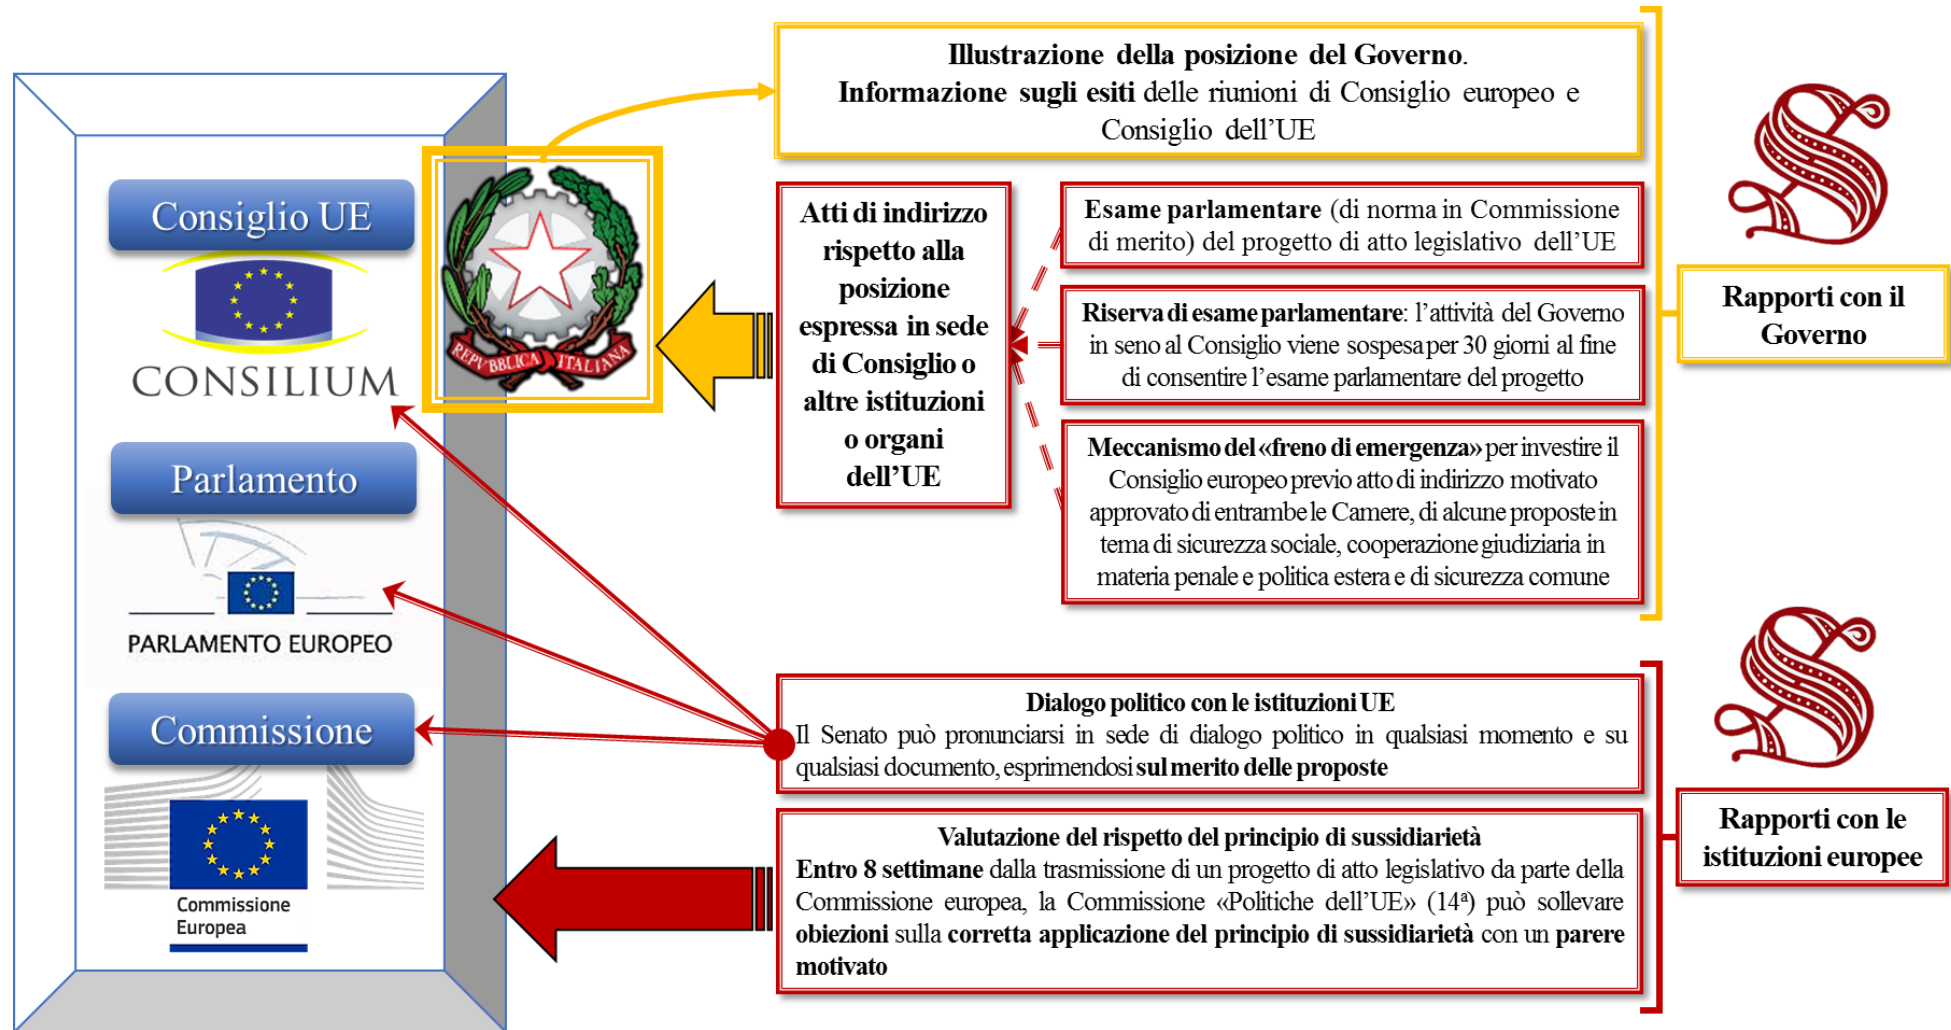 Consiglio UE
CONSILIUM
REPVBBLICA ITALIANA
Parlamento
PARLAMENTO EUROPEO
Commissione
Commissione
Europea
Illustrazione della posizione del Governo.
Informazione sugli esiti delle riunioni di Consiglio europeo e
Consiglio dell’UE
Atti di indirizzo
rispetto alla
posizione
espressa in sede
di Consiglio o
altre istituzioni
o organi
dell’UE
Esame parlamentare (di norma in Commissione
di merito) del progetto di atto legislativo dell’UE
Riserva di esame parlamentare: l’attività del Governo
in seno al Consiglio viene sospesa per 30 giorni al fine
di consentire l’esame parlamentare del progetto
Meccanismo del «freno di emergenza» per investire il
Consiglio europeo previo atto di indirizzo motivato
approvato di entrambe le Camere, di alcune proposte in
tema di sicurezza sociale, cooperazione giudiziaria in
materia penale e politica estera e di sicurezza comune
S
Rapporti con il
Governo
Dialogo politico con le istituzioni UE
Il Senato può pronunciarsi in sede di dialogo politico in qualsiasi momento e su
qualsiasi documento, esprimendosi sul merito delle proposte
Valutazione del rispetto del principio di sussidiarietà
Entro 8 settimane dalla trasmissione di un progetto di atto legislativo da parte della
Commissione europea, la Commissione «Politiche dell’UE» (14ª) può sollevare
obiezioni sulla corretta applicazione del principio di sussidiarietà con un parere
motivato
S
Rapporti con le
istituzioni europee